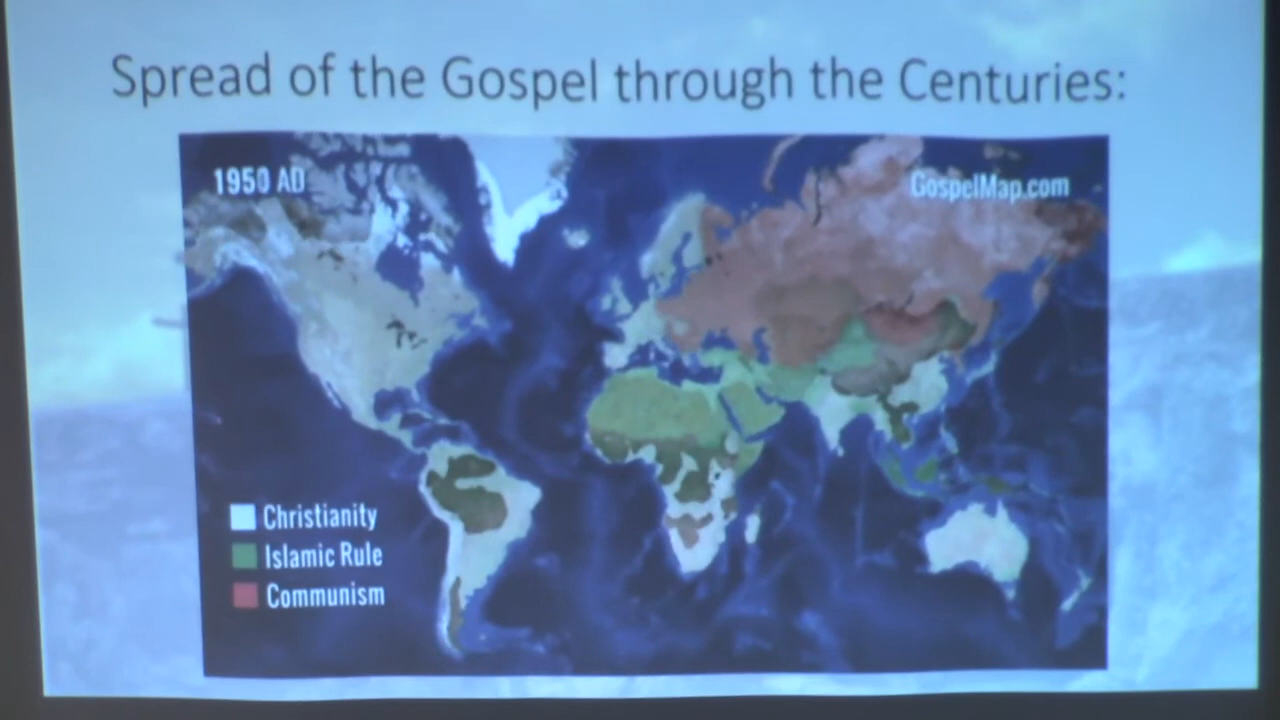 Spread of the Gospel through the Centuries:
1950 AD
GospelMap.com
Christianity
Islamic Rule
Communism